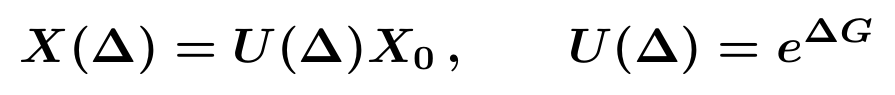 X(Δ) = U(Δ)X₀ ,  U(Δ) = e^{ΔG}